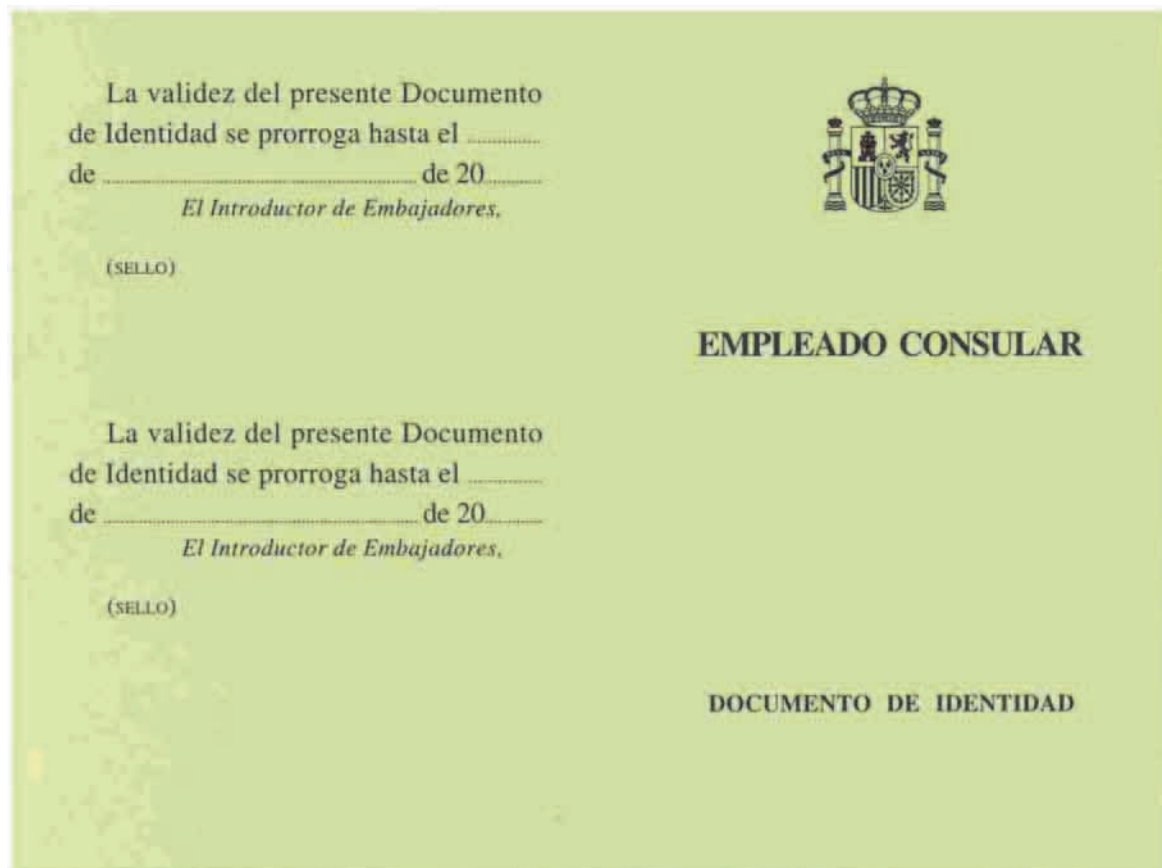 La validez del presente Documento
de Identidad se prorroga hasta el ............
de ........................................................ de 20..........
El Introductor de Embajadores,
(SELLO)
La validez del presente Documento
de Identidad se prorroga hasta el ............
de ........................................................ de 20..........
El Introductor de Embajadores,
(SELLO)
EMPLEADO CONSULAR
DOCUMENTO DE IDENTIDAD